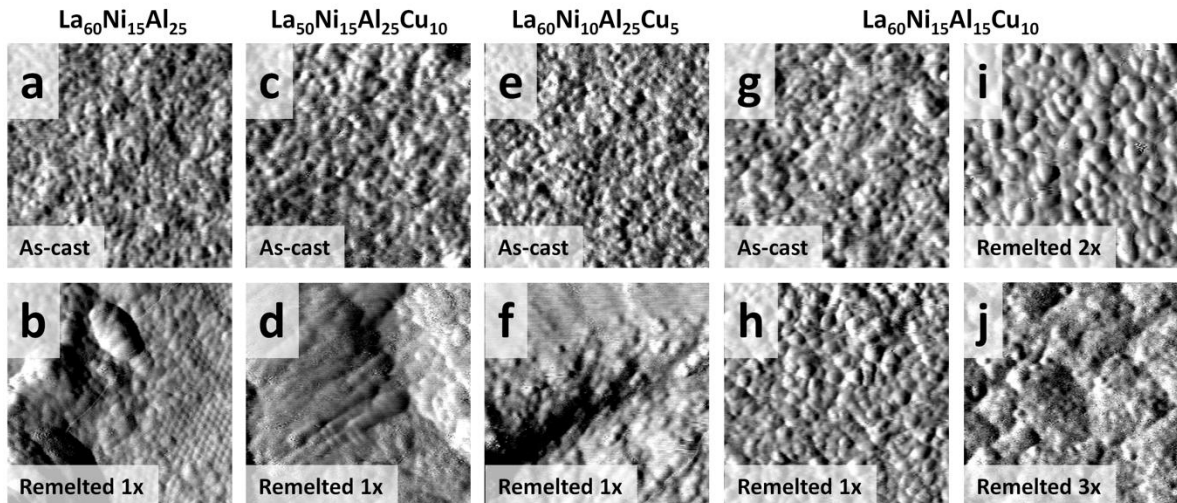 La₆₀Ni₁₅Al₂₅
La₅₀Ni₁₅Al₂₅Cu₁₀
La₆₀Ni₁₀Al₂₅Cu₅
La₆₀Ni₁₅Al₁₅Cu₁₀
a
As-cast
c
As-cast
e
As-cast
g
As-cast
i
Remelted 2x
b
Remelted 1x
d
Remelted 1x
f
Remelted 1x
h
Remelted 1x
j
Remelted 3x